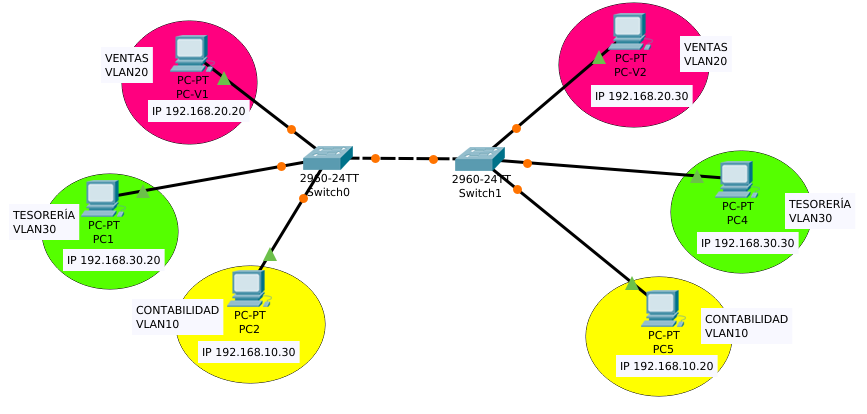 VENTAS
VLAN20
PC-PT
PC-V1
IP 192.168.20.20
VENTAS
VLAN20
PC-PT
PC-V2
IP 192.168.20.30
2960-24TT
Switch0
2960-24TT
Switch1
TESORERÍA
VLAN30
PC-PT
PC1
IP 192.168.30.20
TESORERÍA
VLAN30
PC-PT
PC4
IP 192.168.30.30
CONTABILIDAD
VLAN10
PC-PT
PC2
IP 192.168.10.30
CONTABILIDAD
VLAN10
PC-PT
PC5
IP 192.168.10.20